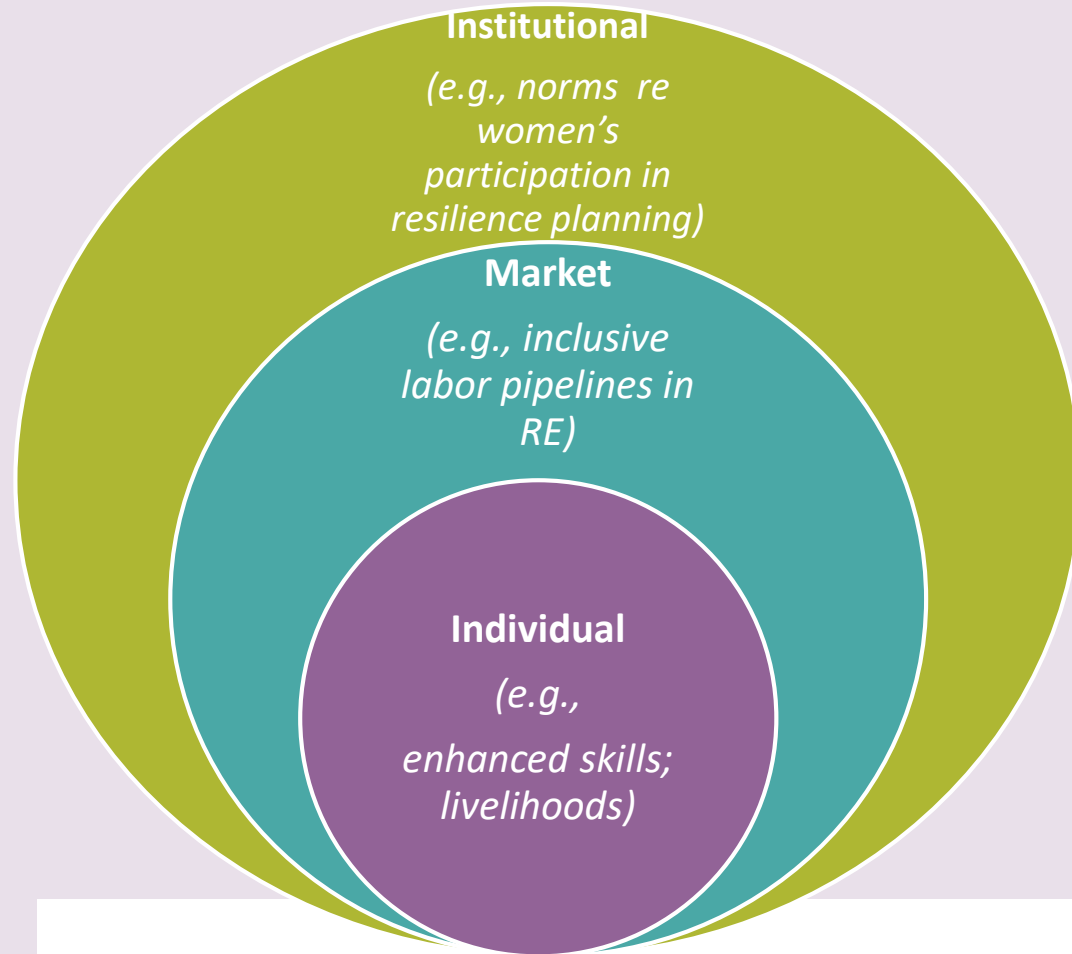 Institutional
(e.g., norms re
women’s
participation in
resilience planning)
Market
(e.g., inclusive
labor pipelines in
RE)
Individual
(e.g.,
enhanced skills;
livelihoods)